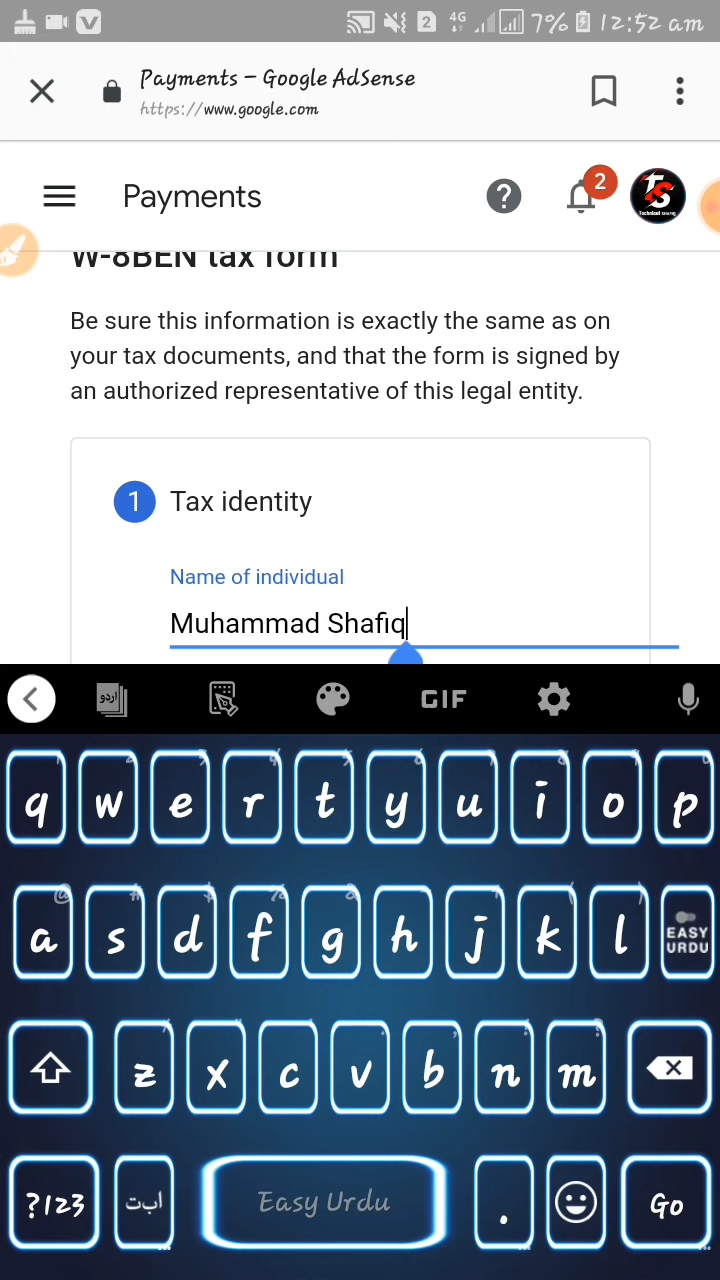 2 4G 7% 12:52 am
Payments – Google AdSense
https://www.google.com
Payments
? 2
TS
W-8BEN tax form
Be sure this information is exactly the same as on
your tax documents, and that the form is signed by
an authorized representative of this legal entity.
1 Tax identity
Name of individual
Muhammad Shafiq
اردو GIF
q w e r t y u i o p
a s d f g h j k l EASY URDU
z x c v b n m
?123 ا ب ت Easy Urdu . Go